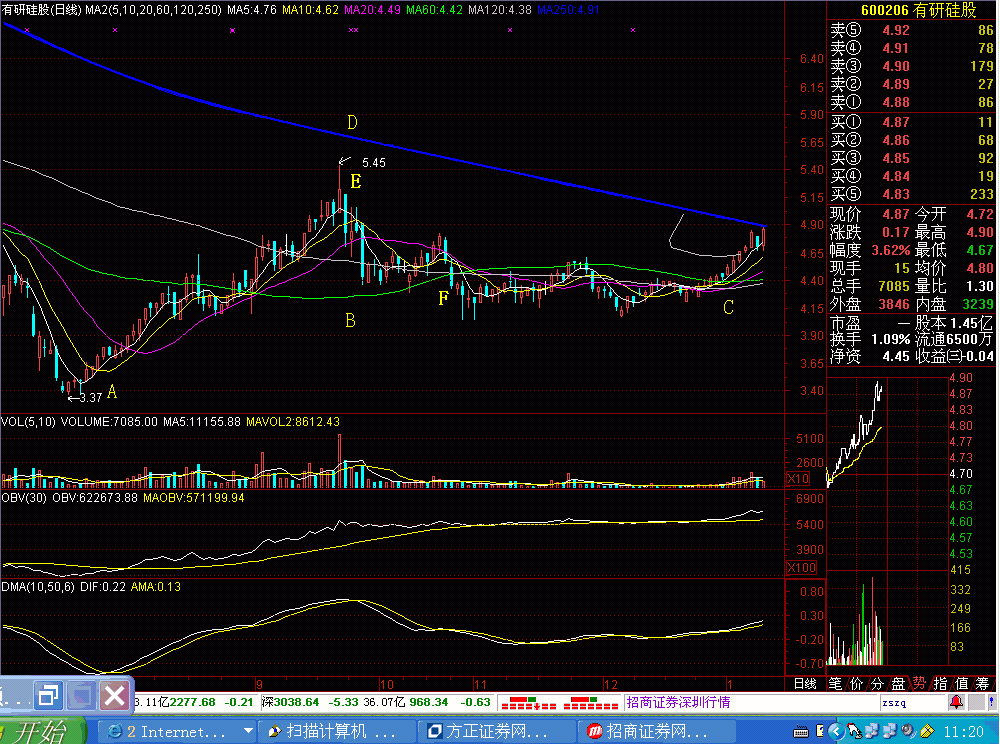 有研硅股(日线) MA2(5,10,20,60,120,250) MA5:4.76 MA10:4.62 MA20:4.49 MA60:4.42 MA120:4.38 MA250:4.91
6.40
6.15
5.90
5.65
5.40
5.15
4.90
4.65
4.40
4.15
3.90
3.65
3.40
D
5.45
E
F
B
C
A
3.37
VOL(5,10) VOLUME:7085.00 MA5:11155.88 MAVOL2:8612.43
5100
2600
X10
OBV(30) OBV:622673.88 MAOBV:571199.94
6900
5400
3900
X100
DMA(10,50,6) DIF:0.22 AMA:0.13
0.80
0.30
-0.20
-0.70
9 10 11 12 1 日线
600206 有研硅股
卖⑤ 4.92 86
卖④ 4.91 78
卖③ 4.90 179
卖② 4.89 27
卖① 4.88 86
买① 4.87 11
买② 4.86 68
买③ 4.85 92
买④ 4.84 19
买⑤ 4.83 233
现价 4.87 今开 4.72
涨跌 0.17 最高 4.90
幅度 3.62% 最低 4.67
现手 15 均价 4.80
总手 7085 量比 1.30
外盘 3846 内盘 3239
市盈 — 股本 1.45亿
换手 1.09% 流通 6500万
净资 4.45 收益㈢ -0.04
4.90
4.87
4.83
4.80
4.77
4.73
4.70
4.67
4.63
4.60
4.57
4.53
415
332
249
166
83
笔 价 分 盘 势 指 值 筹
3.11亿 2277.68 -0.21 深3038.64 -5.33 36.07亿 968.34 -0.63 招商证券深圳行情 zszq
开始 2 Internet... 扫描计算机 ... 方正证券网... 招商证券网... 11:20